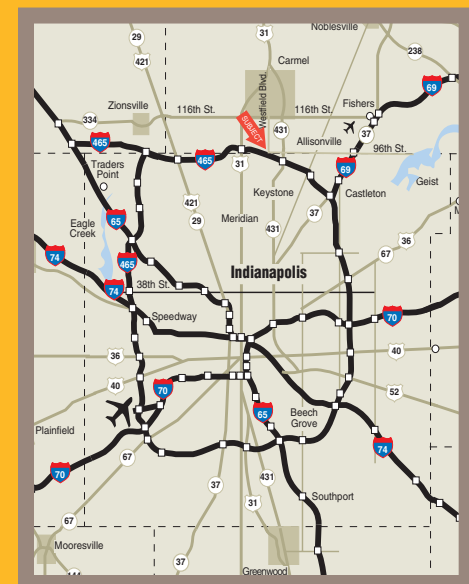 Noblesville
29
31
238
421
Carmel
69
Zionsville
116th St.
Westfield Blvd.
116th St.
Fishers
334
SUBJECT
431
Allisonville
37
465
96th St.
465
31
69
Traders
Point
Geist
Keystone
Castleton
421
37
65
Meridian
29
431
Eagle
Creek
36
74
67
465
Indianapolis
74
38th St.
70
Speedway
40
36
40
70
52
65
Beech
Grove
Plainfield
74
67
70
37
431
31
Southport
67
Mooresville
37
Greenwood